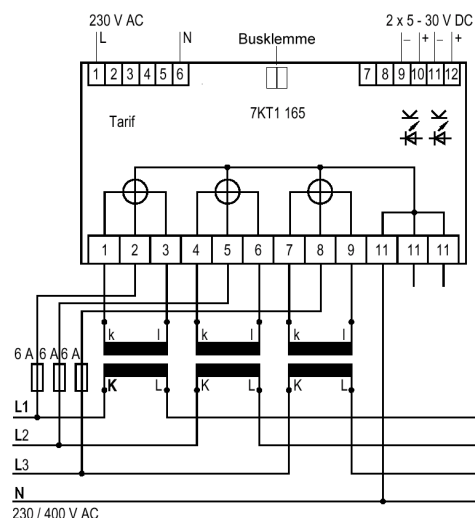 230 V AC
2 x 5 - 30 V DC
L N Busklemme – + – +
1 2 3 4 5 6 7 8 9 10 11 12
Tarif 7KT1 165 K K
1 2 3 4 5 6 7 8 9 11 11 11
k l k l k l
6 A 6 A 6 A
K L K L K L
L1
L2
L3
N
230 / 400 V AC